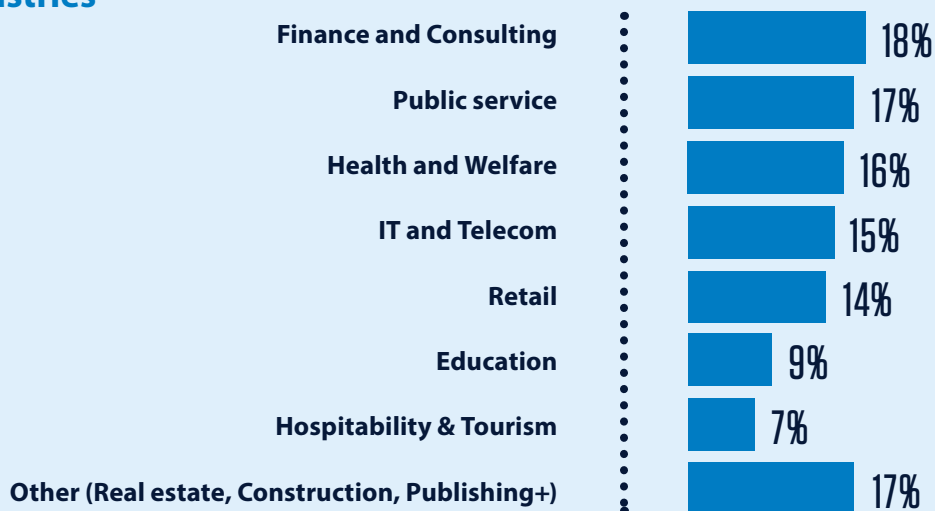 Finance and Consulting 18%
Public service 17%
Health and Welfare 16%
IT and Telecom 15%
Retail 14%
Education 9%
Hospitability & Tourism 7%
Other (Real estate, Construction, Publishing+) 17%